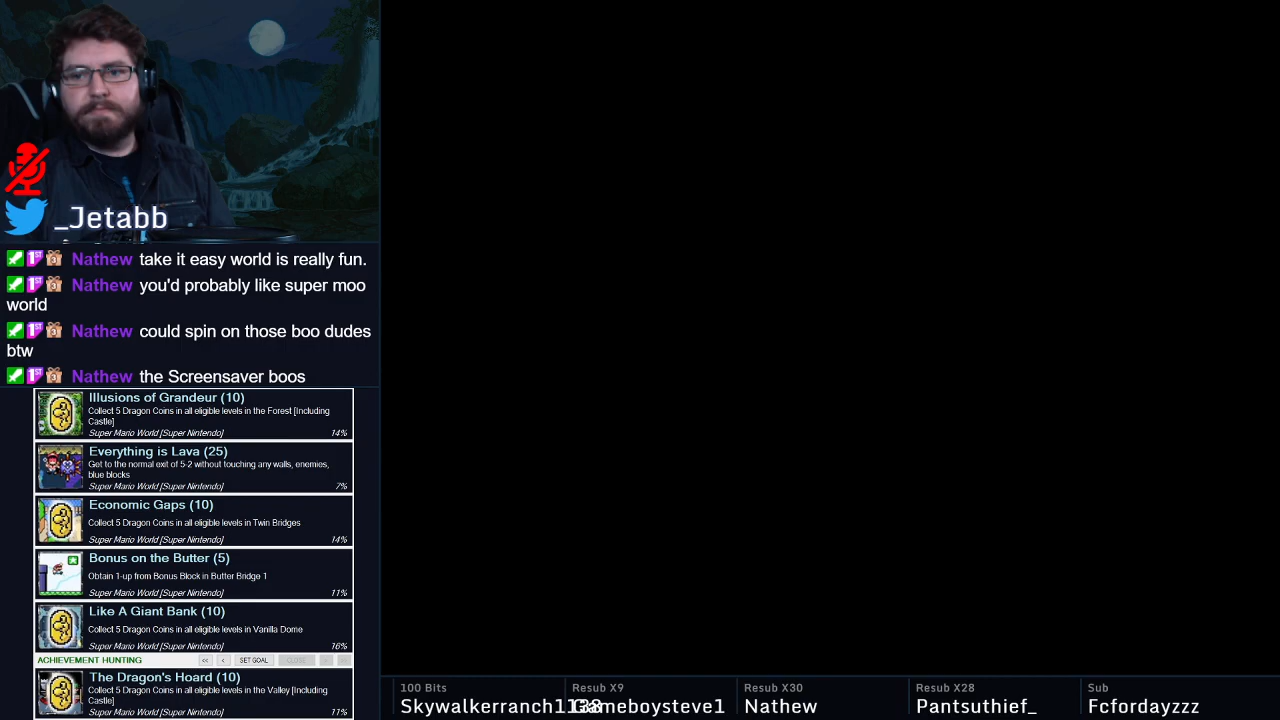 _Jetabb
Nathew take it easy world is really fun.
Nathew you'd probably like super moo
world
Nathew could spin on those boo dudes
btw
Nathew the Screensaver boos
Illusions of Grandeur (10)
Collect 5 Dragon Coins in all eligible levels in the Forest [Including
Castle]
Super Mario World [Super Nintendo]
14%
Everything is Lava (25)
Get to the normal exit of 5-2 without touching any walls, enemies,
blue blocks
Super Mario World [Super Nintendo]
7%
Economic Gaps (10)
Collect 5 Dragon Coins in all eligible levels in Twin Bridges
Super Mario World [Super Nintendo]
14%
Bonus on the Butter (5)
Obtain 1-up from Bonus Block in Butter Bridge 1
Super Mario World [Super Nintendo]
11%
Like A Giant Bank (10)
Collect 5 Dragon Coins in all eligible levels in Vanilla Dome
Super Mario World [Super Nintendo]
16%
ACHIEVEMENT HUNTING << < SET GOAL
The Dragon's Hoard (10)
Collect 5 Dragon Coins in all eligible levels in the Valley [Including
Castle]
Super Mario World [Super Nintendo]
11%
100 Bits
Skywalkerranch1138
Resub X9
Gameboysteve1
Resub X30
Nathew
Resub X28
Pantsuthief_
Sub
Fcfordayzzz